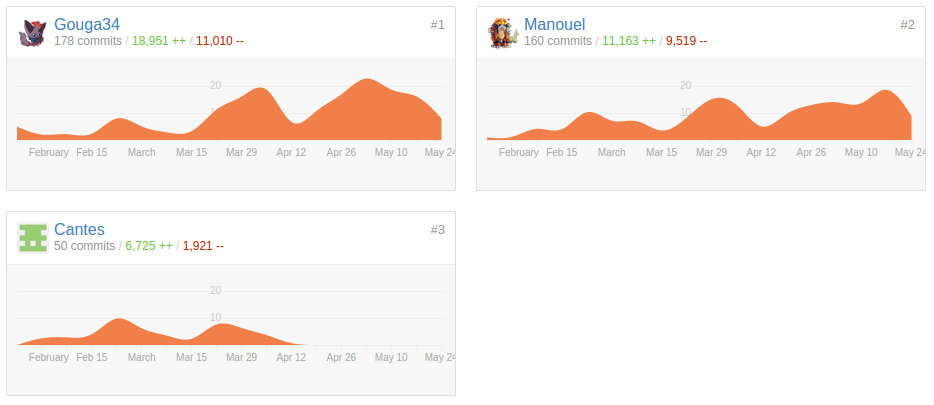 Gouga34 #1
178 commits / 18,951 ++ / 11,010 --
20
10
February Feb 15 March Mar 15 Mar 29 Apr 12 Apr 26 May 10 May 24
Manouel #2
160 commits / 11,163 ++ / 9,519 --
20
10
February Feb 15 March Mar 15 Mar 29 Apr 12 Apr 26 May 10 May 24
Cantes #3
50 commits / 6,725 ++ / 1,921 --
20
10
February Feb 15 March Mar 15 Mar 29 Apr 12 Apr 26 May 10 May 24